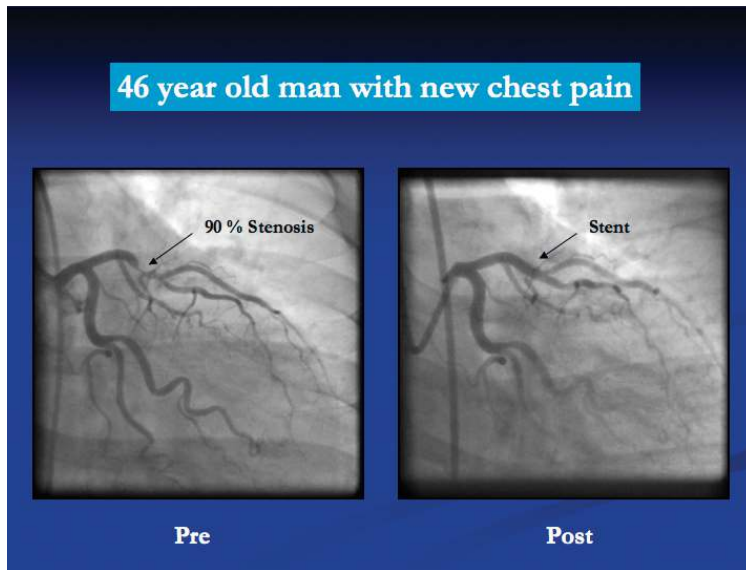 46 year old man with new chest pain
90 % Stenosis
Stent
Pre
Post